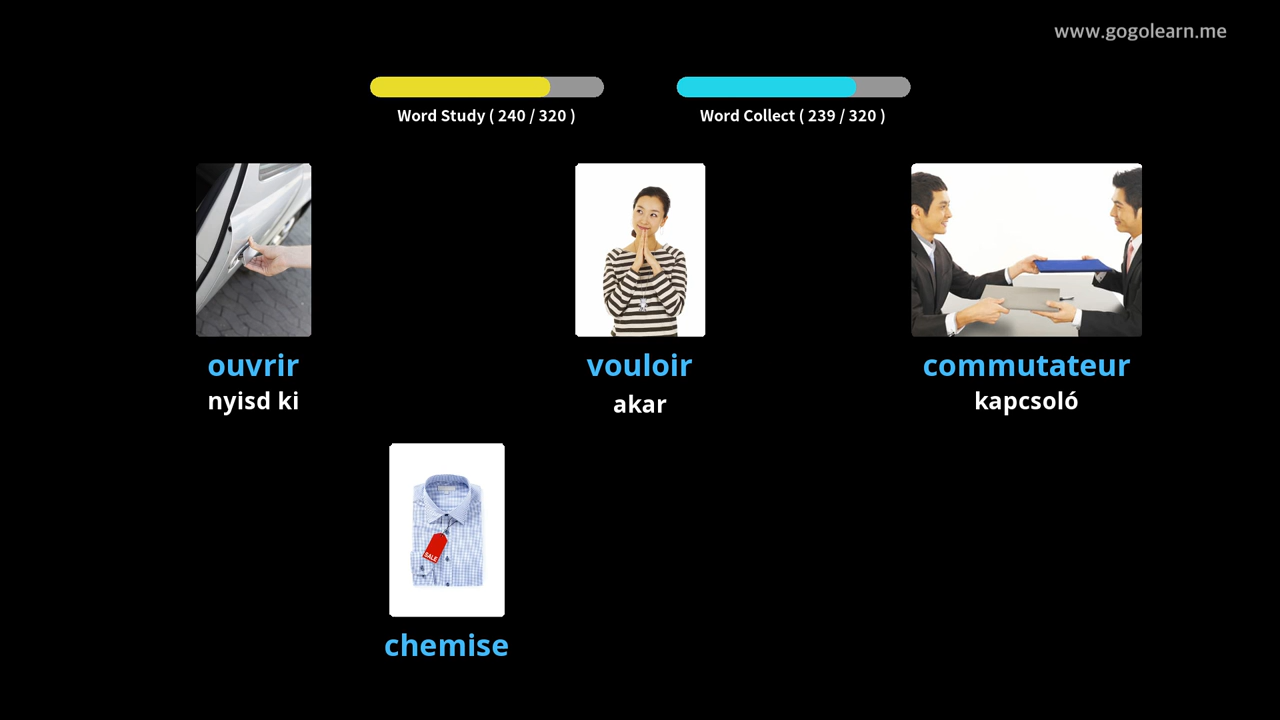 www.gogolearn.me
Word Study ( 240 / 320 )
Word Collect ( 239 / 320 )
ouvrir
nyisd ki
vouloir
akar
commutateur
kapcsoló
SALE
chemise